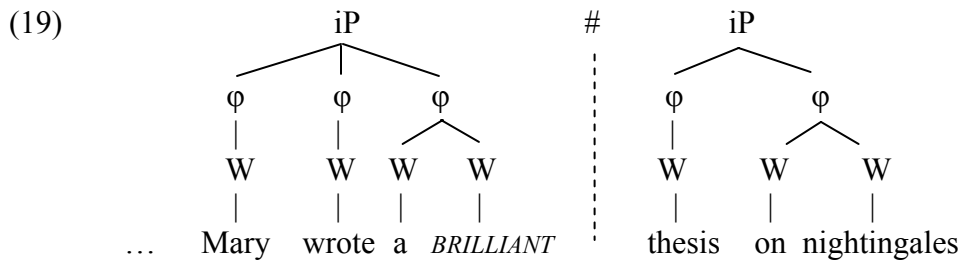 (19) iP # iP
φ φ φ φ φ
W W W W W W W
… Mary wrote a BRILLIANT thesis on nightingales